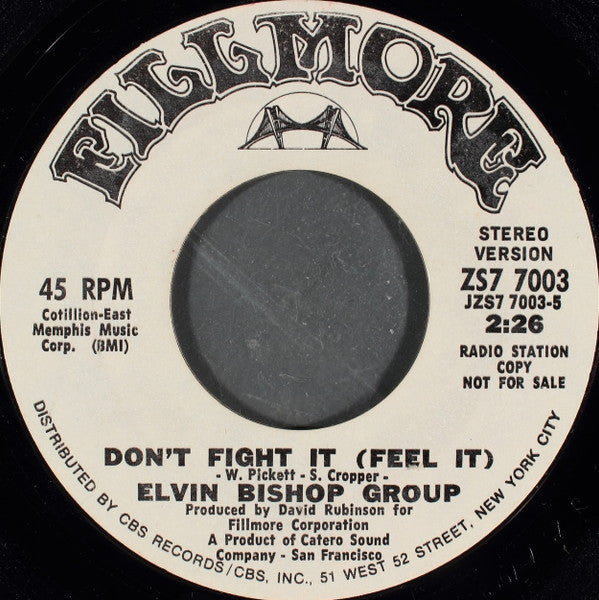 FILLMORE
STEREO
VERSION
ZS7 7003
JZS7 7003-5
2:26
RADIO STATION
COPY
NOT FOR SALE
45 RPM
Cotillion-East
Memphis Music
Corp. (BMI)
DON'T FIGHT IT (FEEL IT)
- W. Pickett - S. Cropper -
ELVIN BISHOP GROUP
Produced by David Rubinson for
Fillmore Corporation
A Product of Catero Sound
Company - San Francisco
DISTRIBUTED BY CBS RECORDS/CBS, INC., 51 WEST 52 STREET, NEW YORK CITY